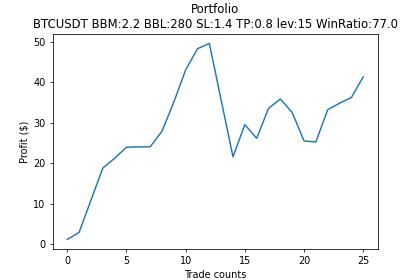 Portfolio
BTCUSDT BBM:2.2 BBL:280 SL:1.4 TP:0.8 lev:15 WinRatio:77.0
50
40
30
20
10
0
Profit ($)
0 5 10 15 20 25
Trade counts